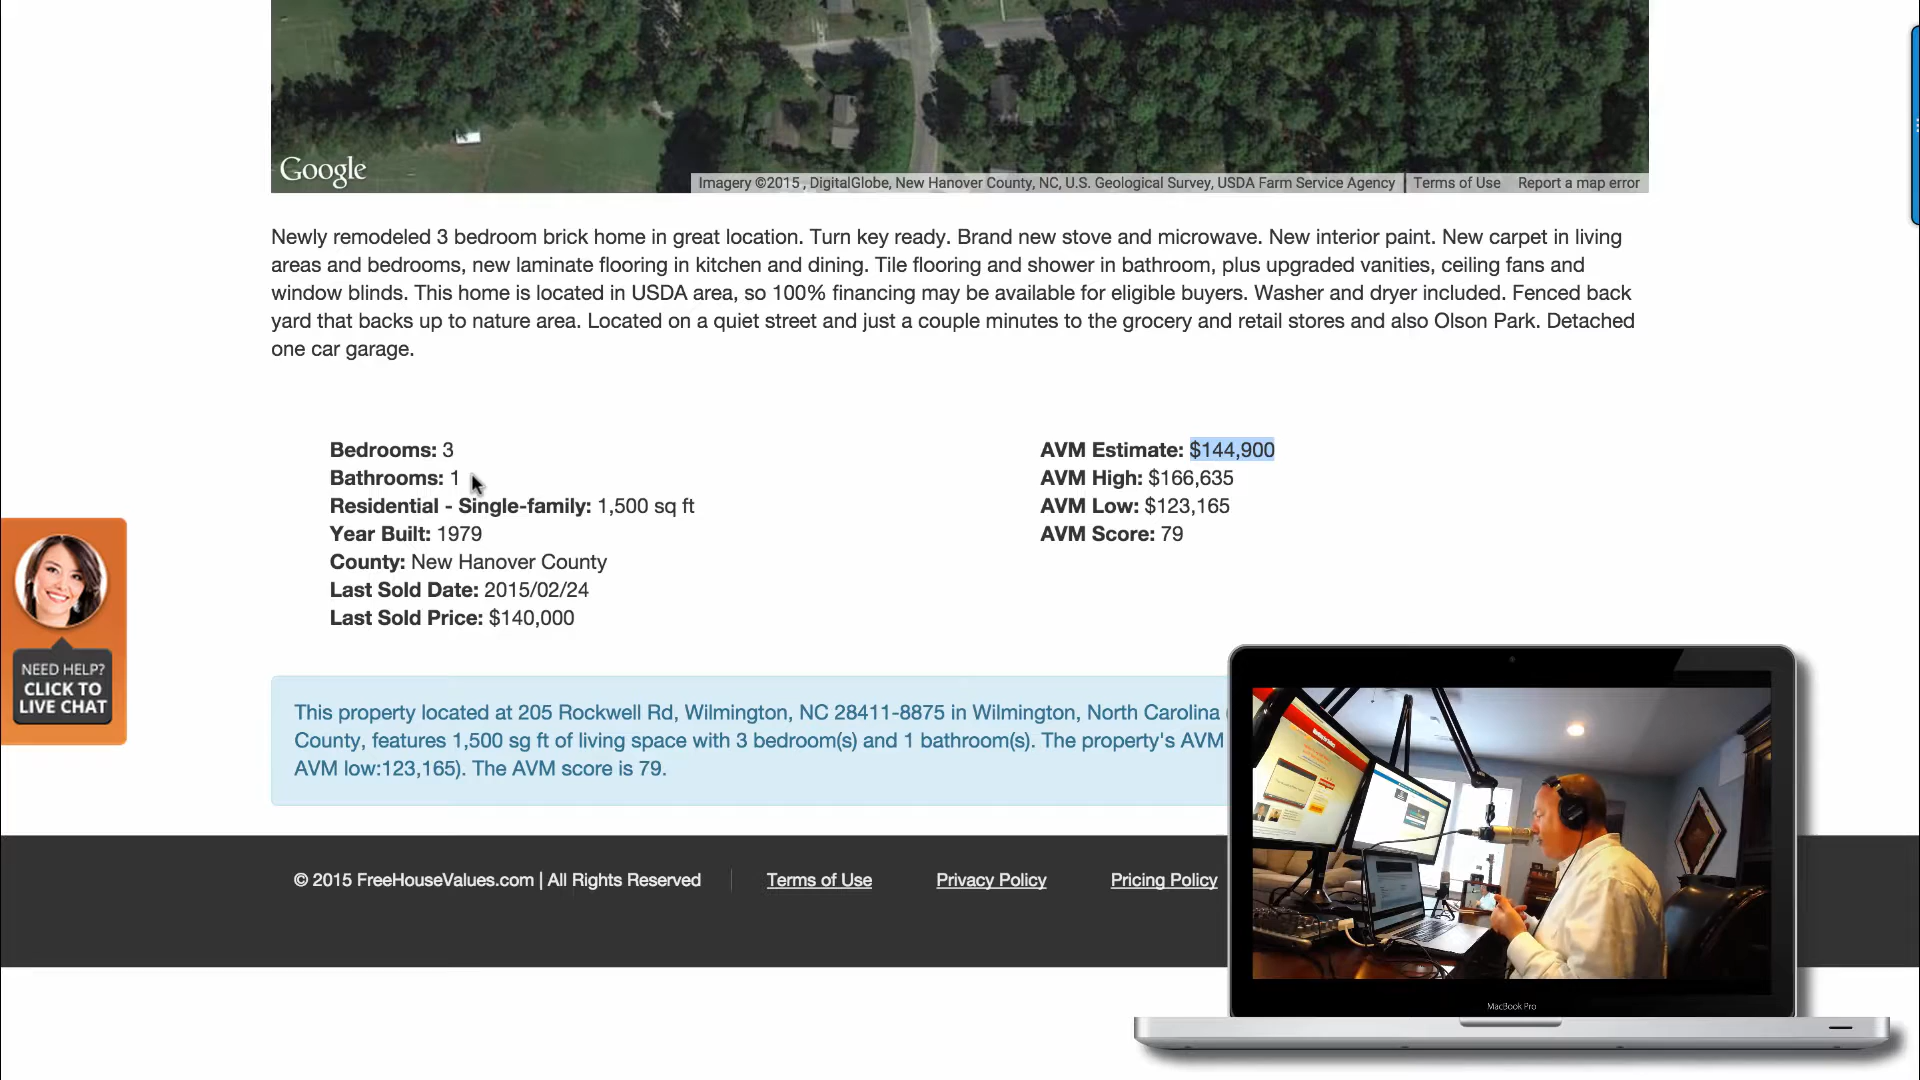 Google
Imagery ©2015 , DigitalGlobe, New Hanover County, NC, U.S. Geological Survey, USDA Farm Service Agency
Terms of Use
Report a map error
Newly remodeled 3 bedroom brick home in great location. Turn key ready. Brand new stove and microwave. New interior paint. New carpet in living
areas and bedrooms, new laminate flooring in kitchen and dining. Tile flooring and shower in bathroom, plus upgraded vanities, ceiling fans and
window blinds. This home is located in USDA area, so 100% financing may be available for eligible buyers. Washer and dryer included. Fenced back
yard that backs up to nature area. Located on a quiet street and just a couple minutes to the grocery and retail stores and also Olson Park. Detached
one car garage.
Bedrooms: 3
Bathrooms: 1
Residential - Single-family: 1,500 sq ft
Year Built: 1979
County: New Hanover County
Last Sold Date: 2015/02/24
Last Sold Price: $140,000
AVM Estimate: $144,900
AVM High: $166,635
AVM Low: $123,165
AVM Score: 79
NEED HELP?
CLICK TO
LIVE CHAT
This property located at 205 Rockwell Rd, Wilmington, NC 28411-8875 in Wilmington, North Carolina
County, features 1,500 sg ft of living space with 3 bedroom(s) and 1 bathroom(s). The property's AVM
AVM low:123,165). The AVM score is 79.
© 2015 FreeHouseValues.com | All Rights Reserved
Terms of Use
Privacy Policy
Pricing Policy
MacBook Pro